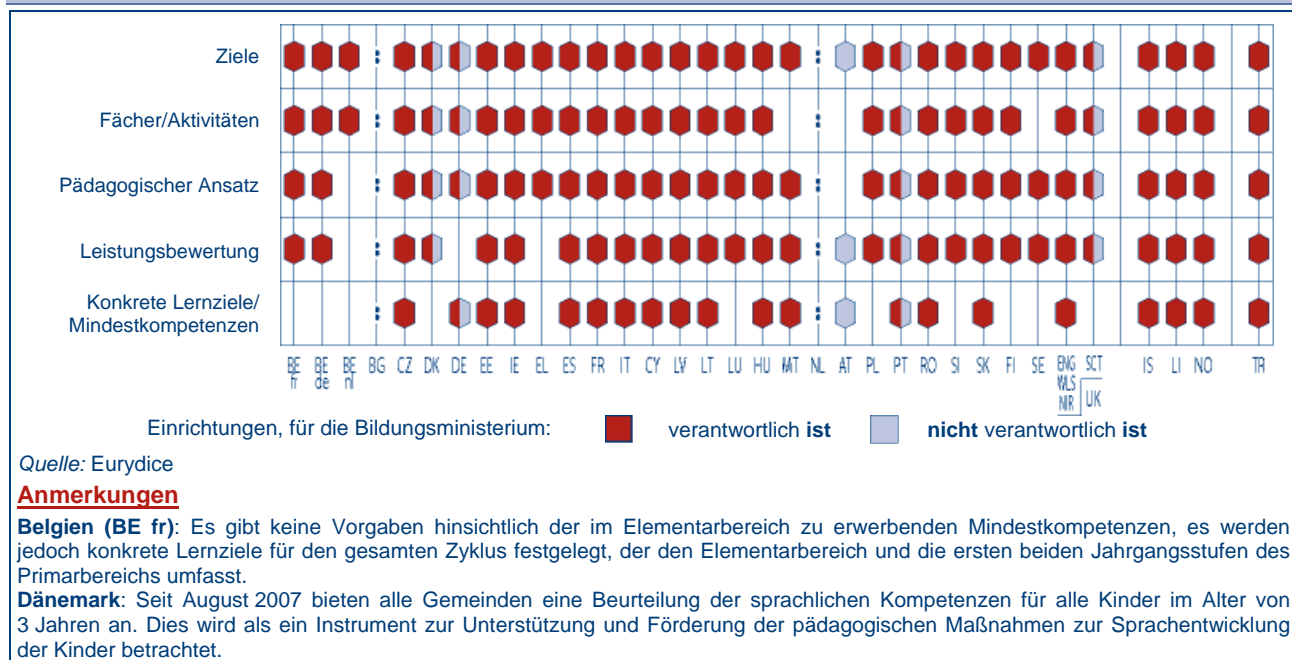 Ziele
Fächer/Aktivitäten
Pädagogischer Ansatz
Leistungsbewertung
Konkrete Lernziele/
Mindestkompetenzen
: :
: :
: :
: :
: :
BE fr BE de BE nl BG CZ DK DE EE IE EL ES FR IT CY LV LT LU HU MT NL AT PL PT RO SI SK FI SE ENG WLS NIR SCT UK IS LI NO TR
Einrichtungen, für die Bildungsministerium: verantwortlich ist nicht verantwortlich ist
Quelle: Eurydice
Anmerkungen
Belgien (BE fr): Es gibt keine Vorgaben hinsichtlich der im Elementarbereich zu erwerbenden Mindestkompetenzen, es werden
jedoch konkrete Lernziele für den gesamten Zyklus festgelegt, der den Elementarbereich und die ersten beiden Jahrgangsstufen des
Primarbereichs umfasst.
Dänemark: Seit August 2007 bieten alle Gemeinden eine Beurteilung der sprachlichen Kompetenzen für alle Kinder im Alter von
3 Jahren an. Dies wird als ein Instrument zur Unterstützung und Förderung der pädagogischen Maßnahmen zur Sprachentwicklung
der Kinder betrachtet.